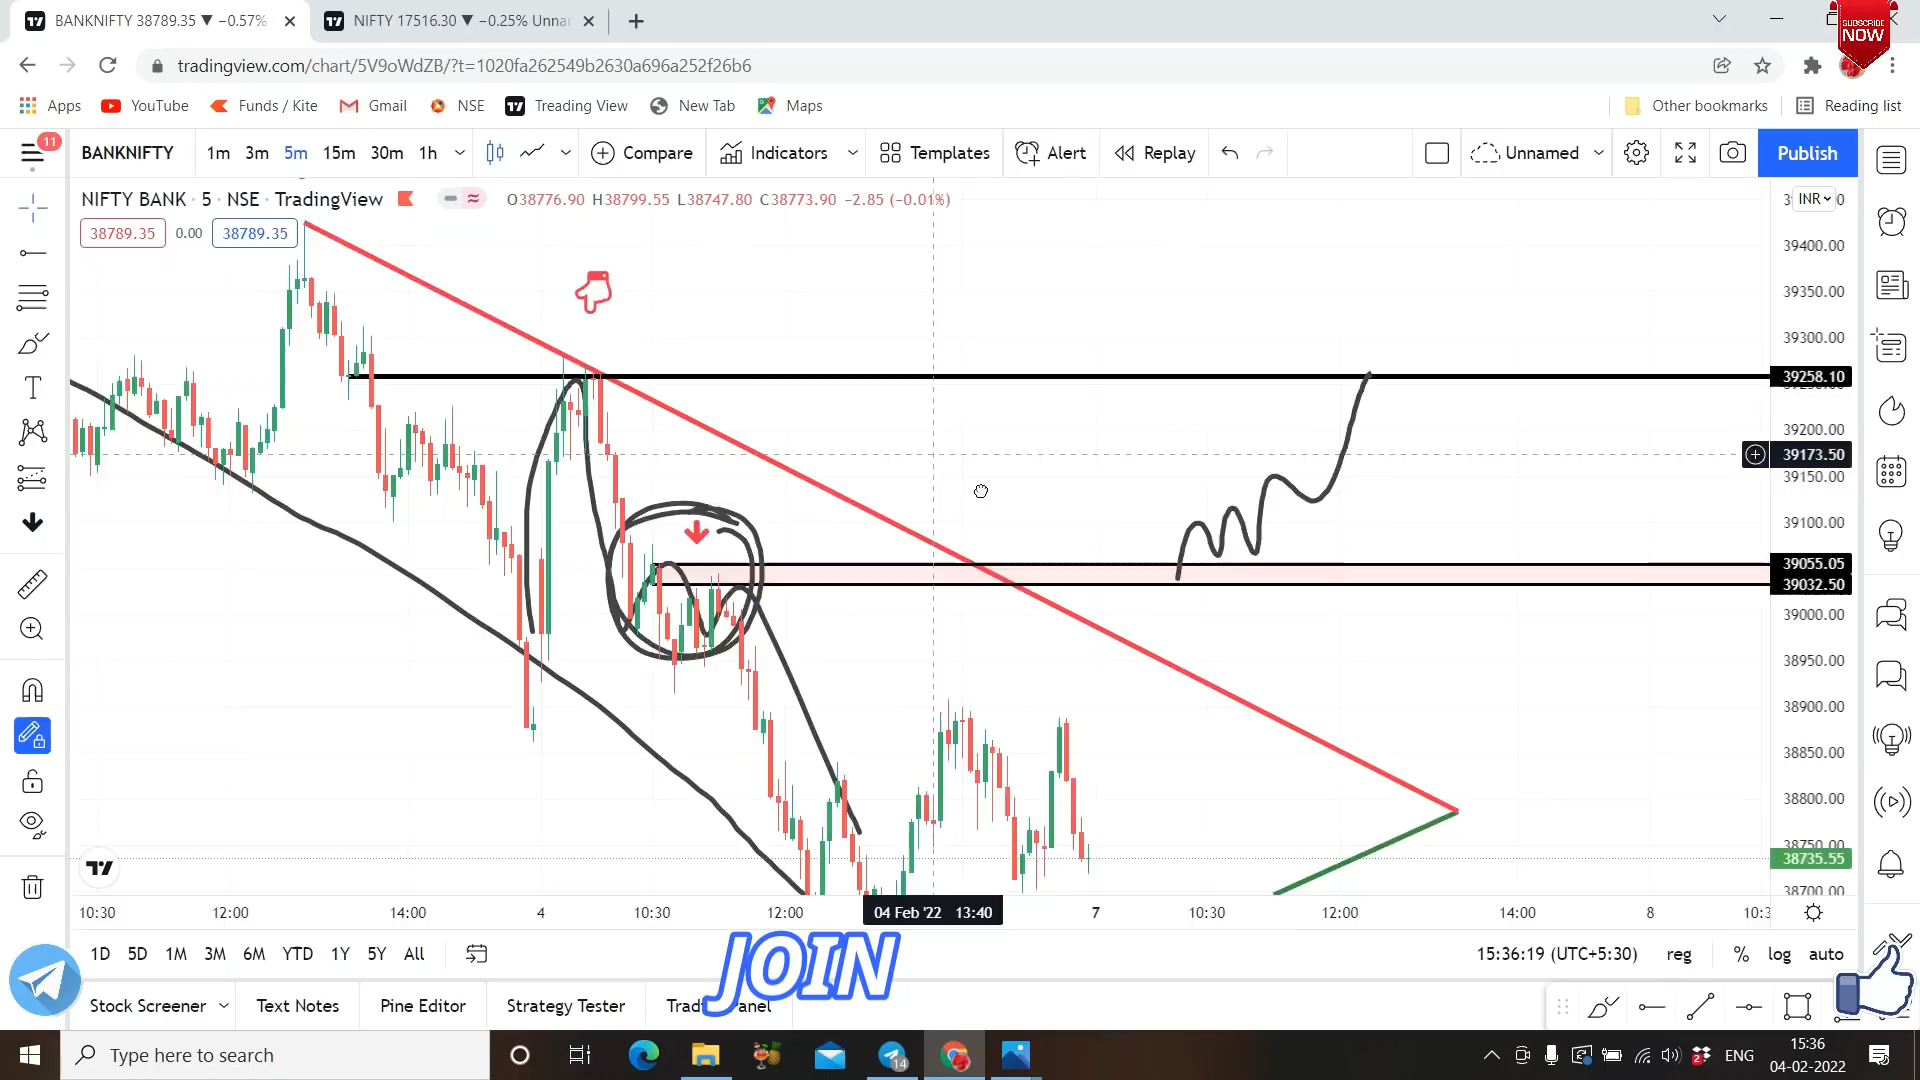 BANKNIFTY 38789.35 ▼ −0.57%
NIFTY 17516.30 ▼ −0.25% Unna
SUBSCRIBE
NOW
tradingview.com/chart/5V9oWdZB/?t=1020fa262549b2630a696a252f26b6
Apps YouTube Funds / Kite Gmail NSE Treading View New Tab Maps Other bookmarks Reading list
11
BANKNIFTY 1m 3m 5m 15m 30m 1h Compare Indicators Templates Alert Replay Unnamed Publish
NIFTY BANK · 5 · NSE · TradingView O38776.90 H38799.55 L38747.80 C38773.90 −2.85 (−0.01%)
INR
38789.35 0.00 38789.35
39400.00
39350.00
39300.00
39258.10
39200.00
39173.50
39150.00
39100.00
39055.05
39032.50
39000.00
38950.00
38900.00
38850.00
38800.00
38750.00
38735.55
38700.00
10:30 12:00 14:00 4 10:30 12:00 04 Feb '22 13:40 7 10:30 12:00 14:00 8
1D 5D 1M 3M 6M YTD 1Y 5Y All 15:36:19 (UTC+5:30) reg % log auto
JOIN
Stock Screener Text Notes Pine Editor Strategy Tester
Type here to search
14
2
ENG
15:36
04-02-2022